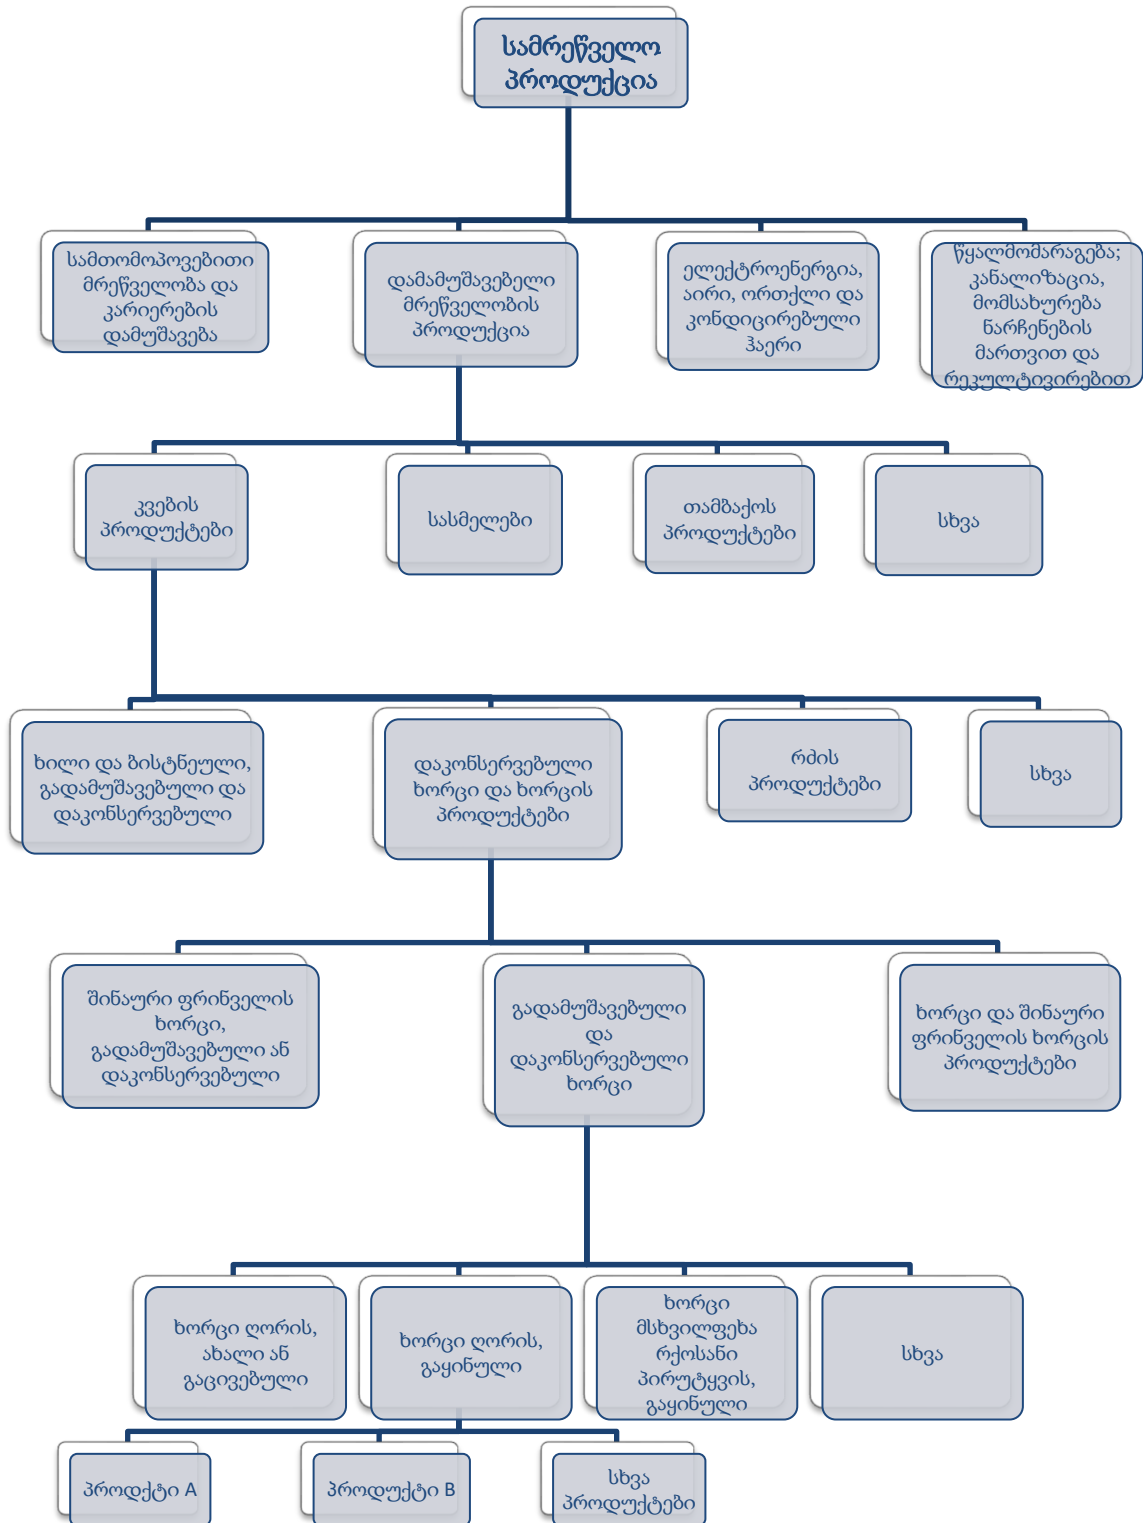 სამრეწველო
პროდუქცია
სამთომოპოვებითი
მრეწველობა და
კარიერების
დამუშავება
დამამუშავებელი
მრეწველობის
პროდუქცია
ელექტროენერგია,
აირი, ორთქლი და
კონდიცირებული
ჰაერი
წყალმომარაგება;
კანალიზაცია,
მომსახურება
ნარჩენების
მართვით და
რეკულტივირებით
კვების
პროდუქტები
სასმელები
თამბაქოს
პროდუქტები
სხვა
ხილი და ბოსტნეული,
გადამუშავებული და
დაკონსერვებული
დაკონსერვებული
ხორცი და ხორცის
პროდუქტები
რძის
პროდუქტები
სხვა
შინაური ფრინველის
ხორცი,
გადამუშავებული ან
დაკონსერვებული
გადამუშავებული
და
დაკონსერვებული
ხორცი
ხორცი და შინაური
ფრინველის ხორცის
პროდუქტები
ხორცი ღორის,
ახალი ან
გაცივებული
ხორცი ღორის,
გაყინული
ხორცი
მსხვილფეხა
რქოსანი
პირუტყვის,
გაყინული
სხვა
პროდქტი A
პროდუქტი B
სხვა
პროდუქტები